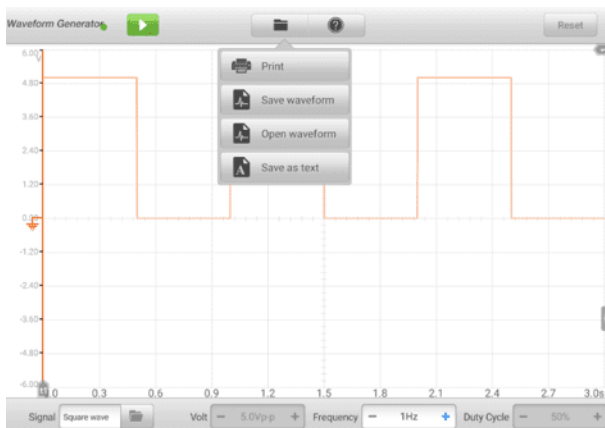 Waveform Generator
Reset
Print
Save waveform
Open waveform
Save as text
6.00
V
4.80
3.60
2.40
1.20
0.00
-1.20
-2.40
-3.60
-4.80
-6.00
0.3 0.6 0.9 1.2 1.5 1.8 2.1 2.4 2.7 3.0s
Signal Square wave Volt − 5.0Vp-p + Frequency − 1Hz + Duty Cycle − 50% +